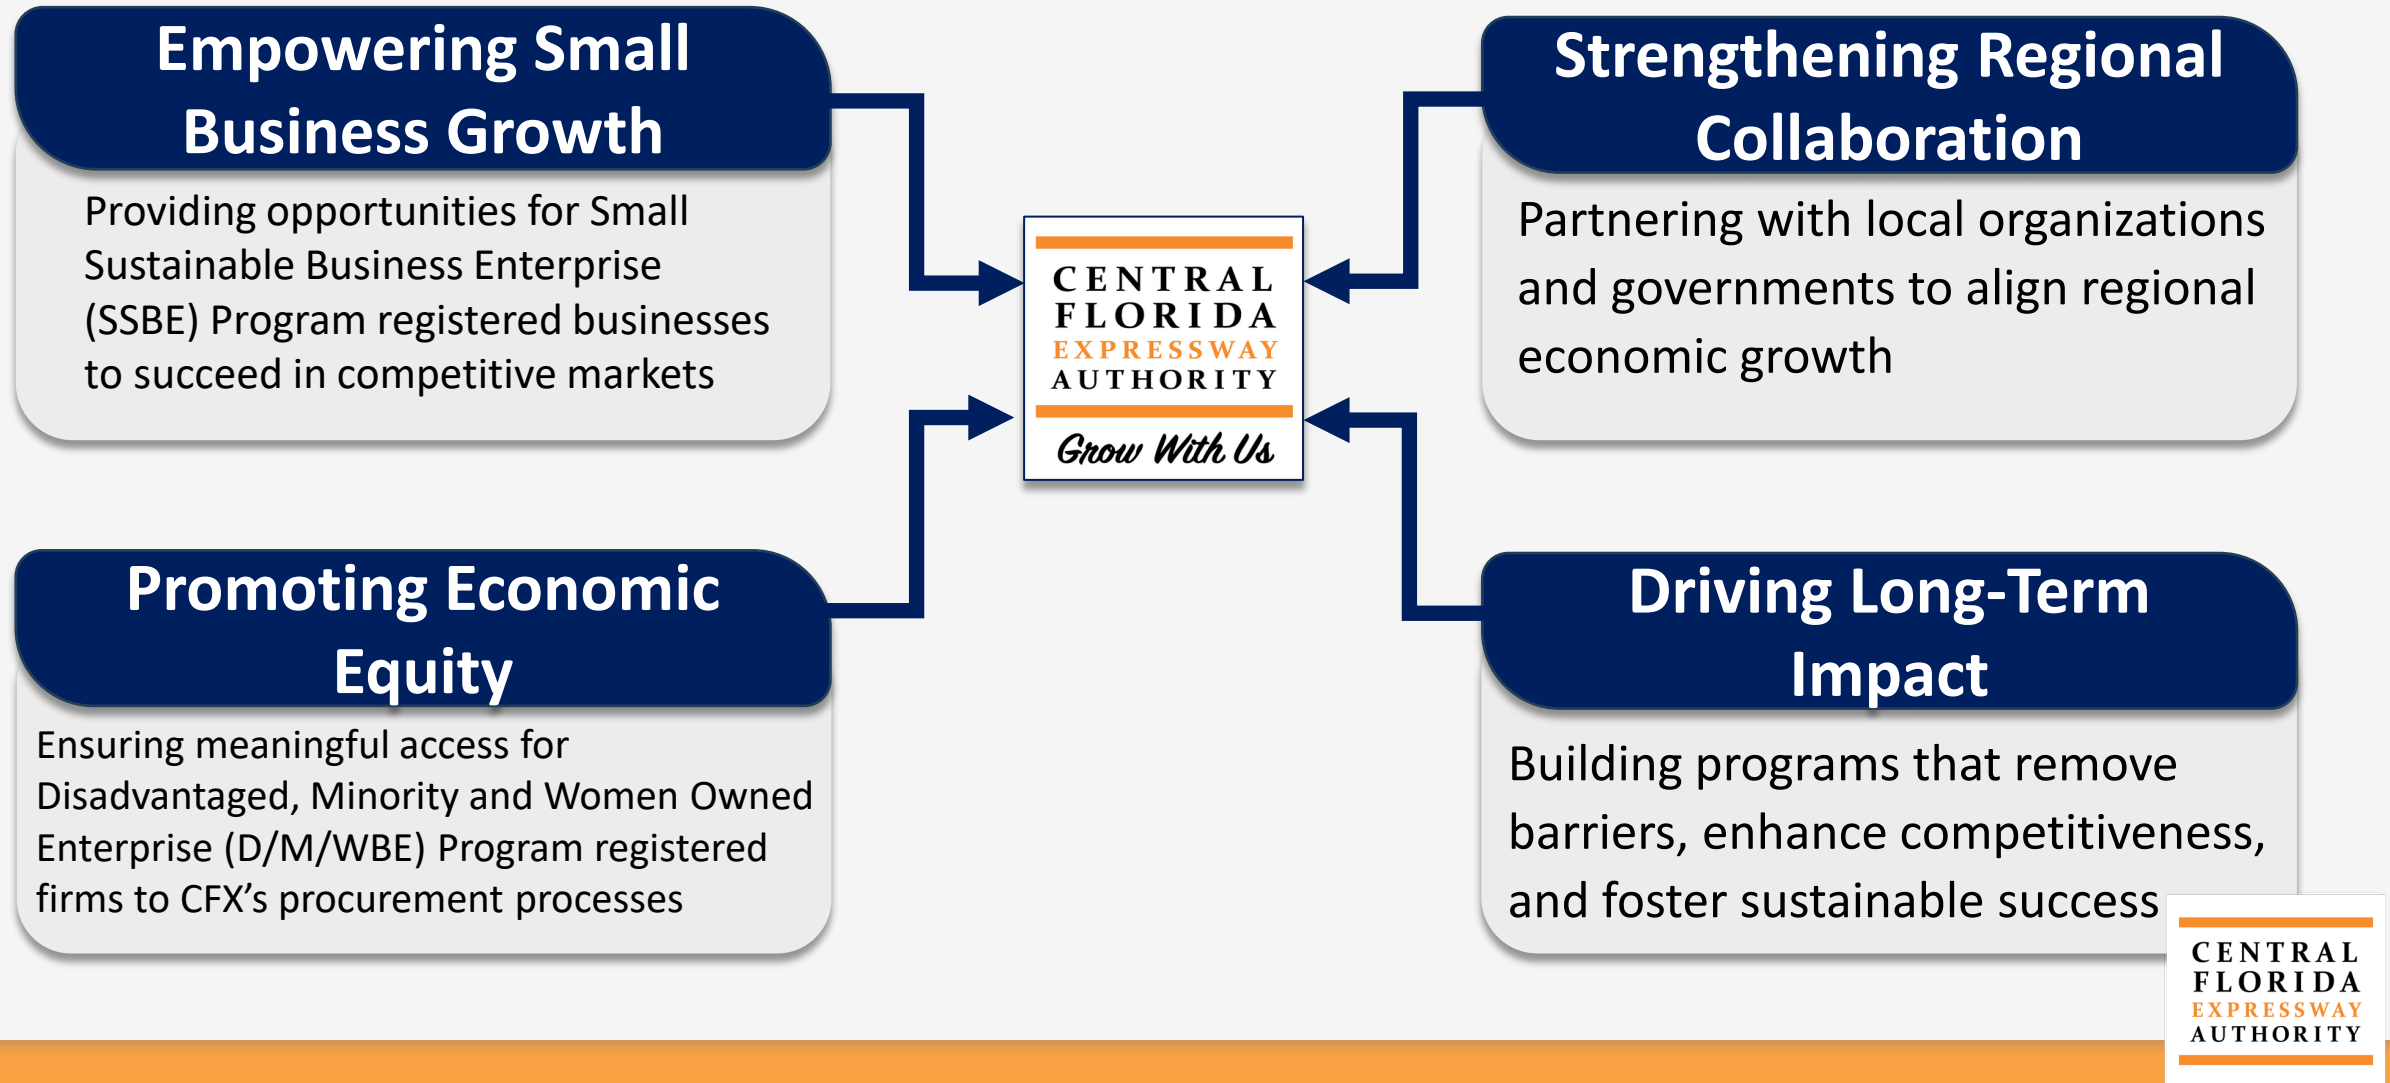 Empowering Small
Business Growth
Providing opportunities for Small
Sustainable Business Enterprise
(SSBE) Program registered businesses
to succeed in competitive markets
Strengthening Regional
Collaboration
Partnering with local organizations
and governments to align regional
economic growth
CENTRAL
FLORIDA
EXPRESSWAY
AUTHORITY
Grow With Us
Promoting Economic
Equity
Ensuring meaningful access for
Disadvantaged, Minority and Women Owned
Enterprise (D/M/WBE) Program registered
firms to CFX’s procurement processes
Driving Long-Term
Impact
Building programs that remove
barriers, enhance competitiveness,
and foster sustainable success
CENTRAL
FLORIDA
EXPRESSWAY
AUTHORITY